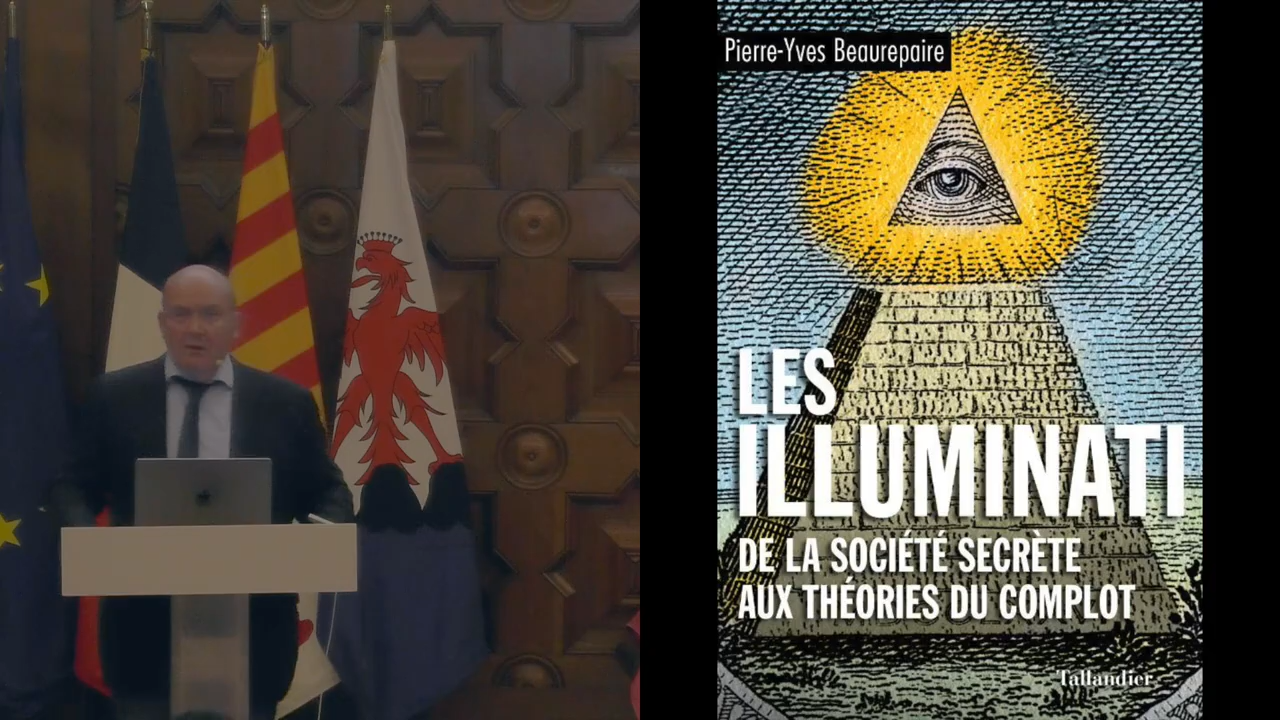 Pierre-Yves Beaurepaire
LES
ILLUMINATI
DE LA SOCIÉTÉ SECRÈTE
AUX THÉORIES DU COMPLOT
Tallandier